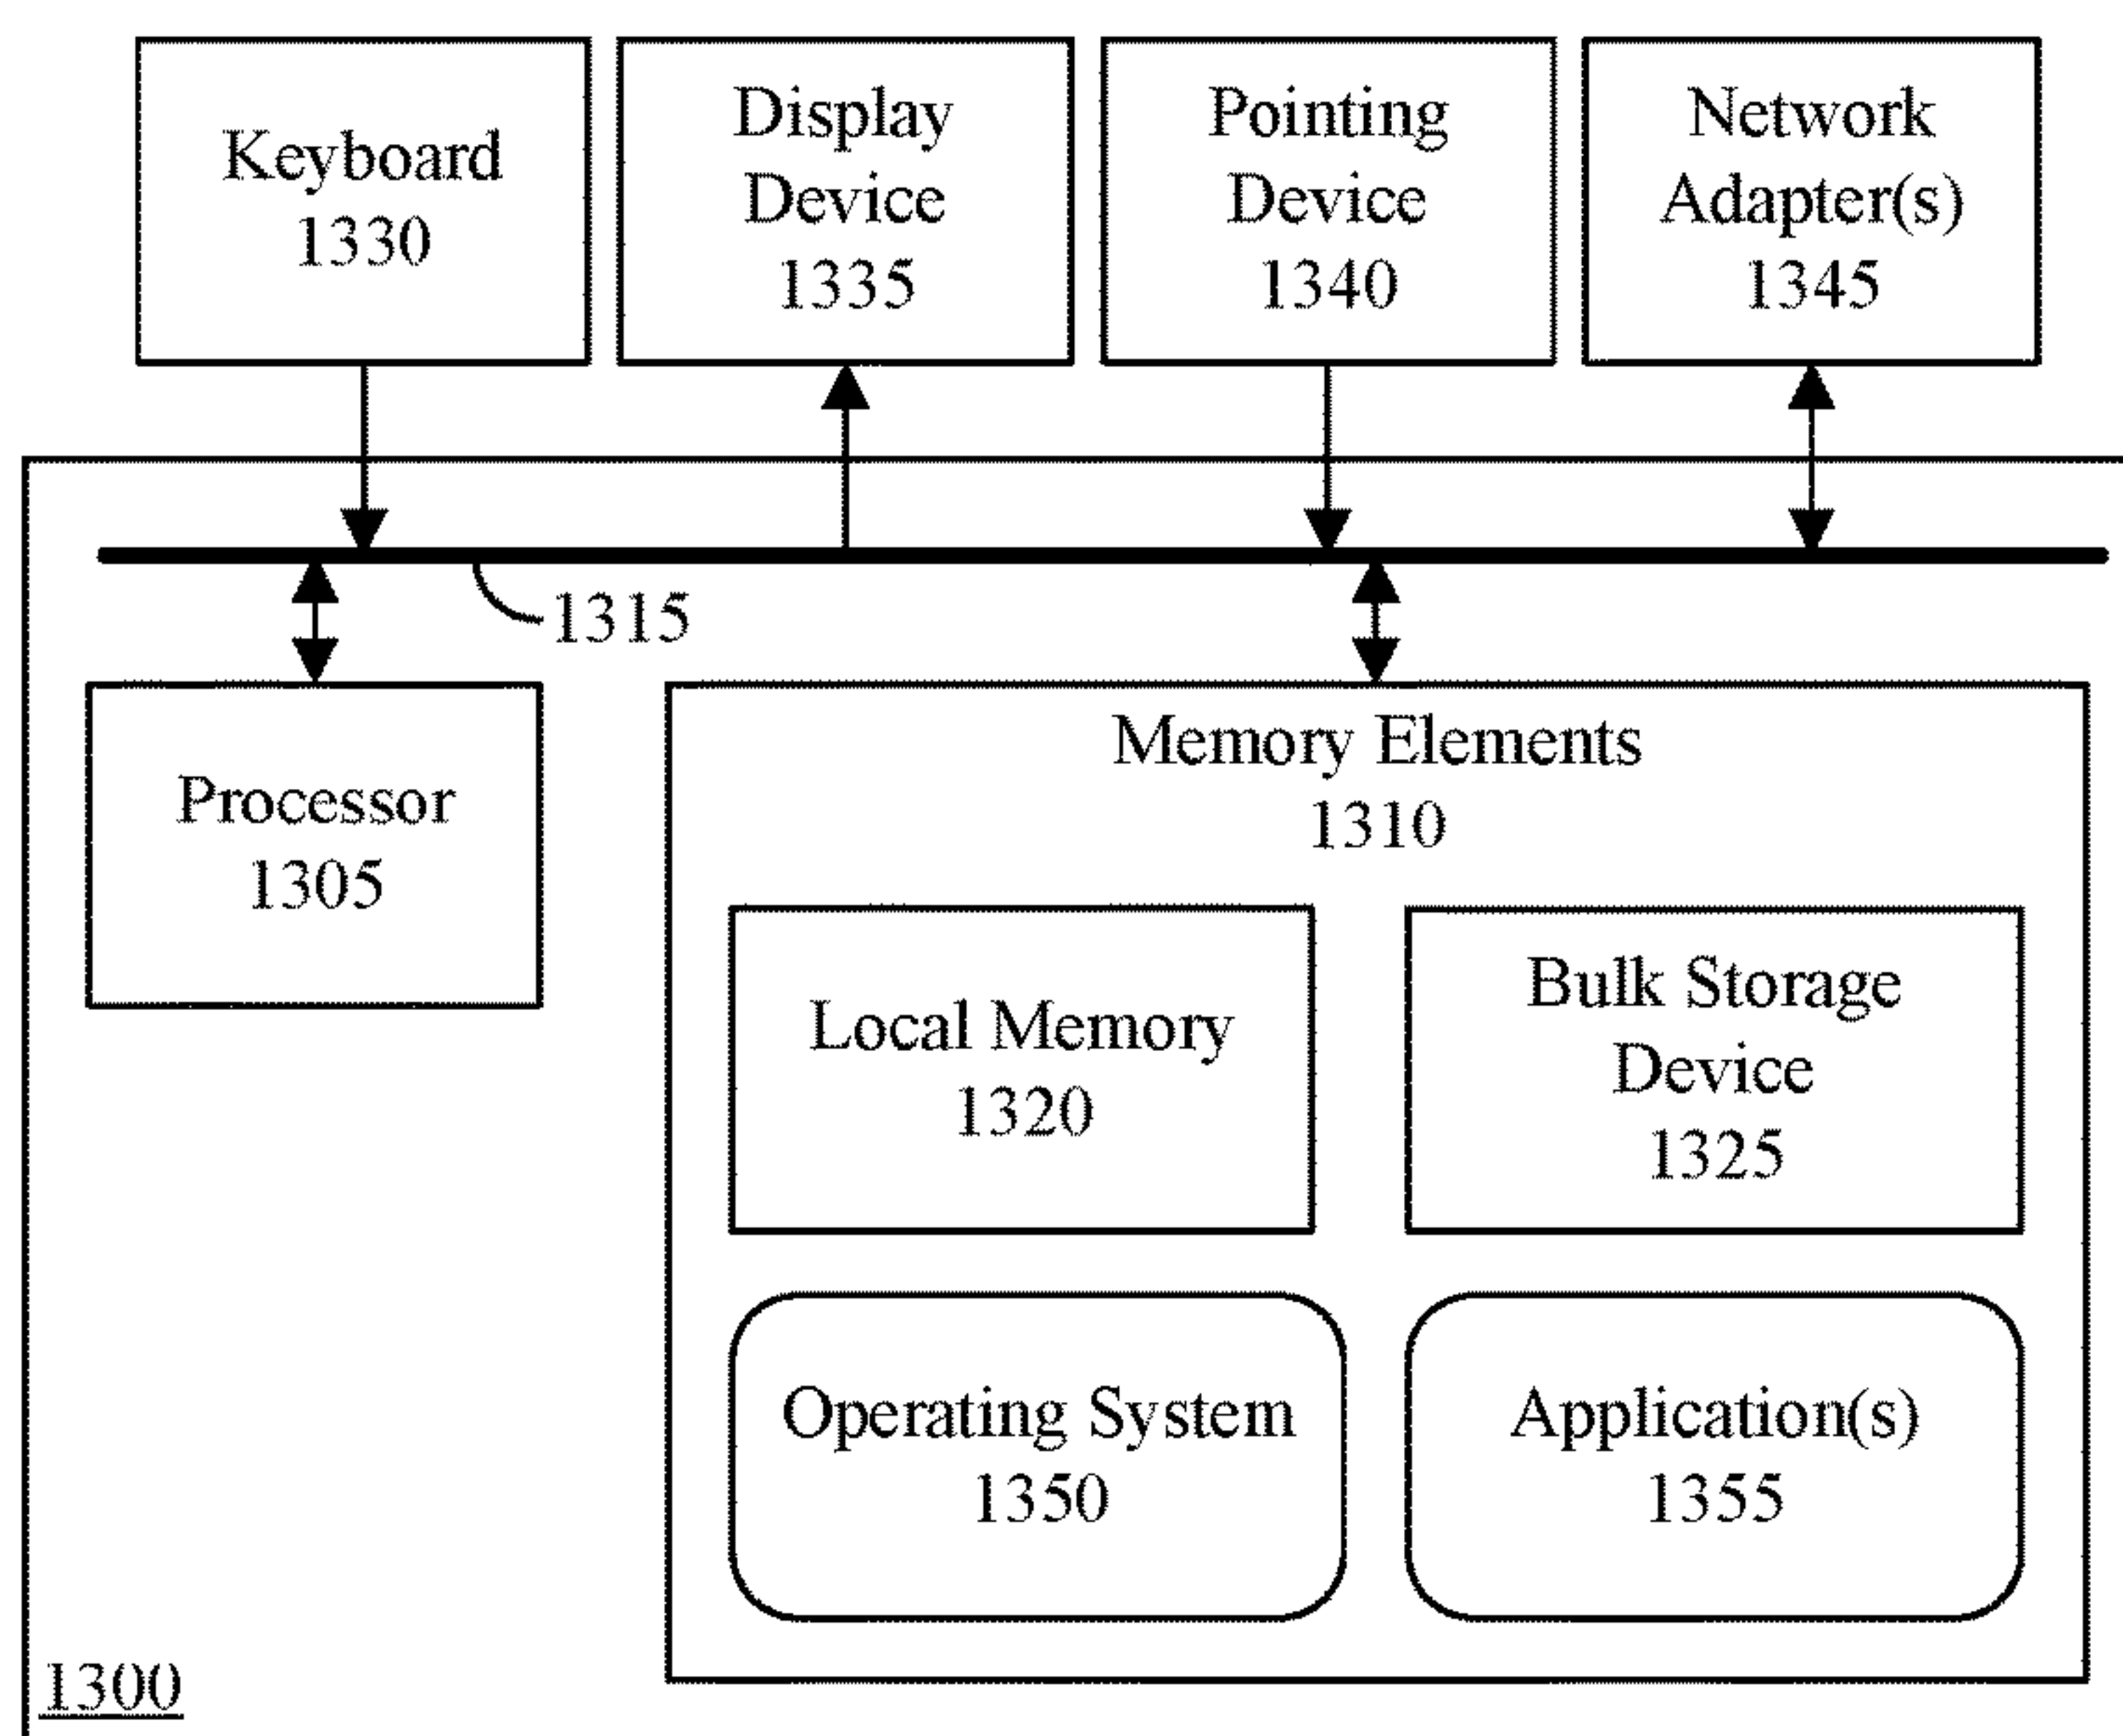 Keyboard
1330
Display
Device
1335
Pointing
Device
1340
Network
Adapter(s)
1345
1315
Processor
1305
Memory Elements
1310
Local Memory
1320
Bulk Storage
Device
1325
Operating System
1350
Application(s)
1355
1300